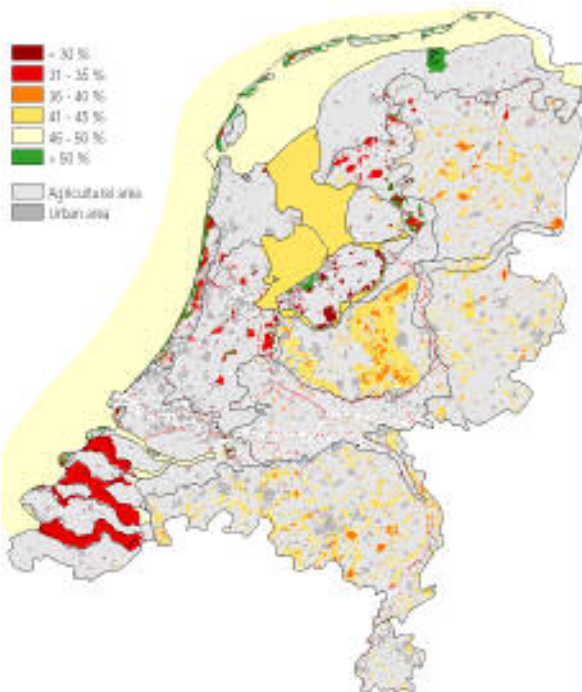 < 30 %
31 - 35 %
36 - 40 %
41 - 45 %
46 - 50 %
> 50 %
Agricultural area
Urban area